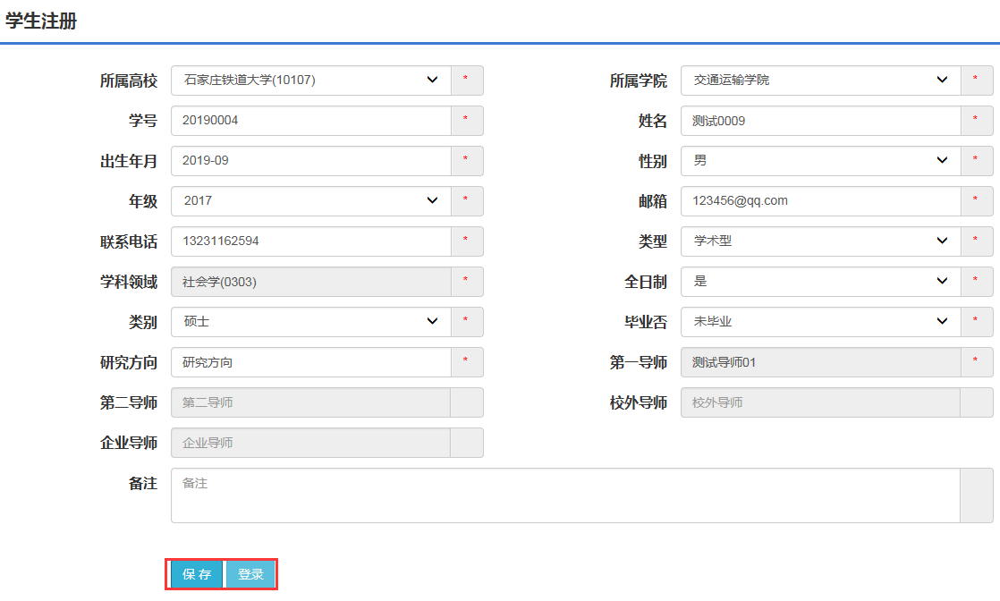 学生注册
所属高校 石家庄铁道大学(10107) * 所属学院 交通运输学院 *
学号 20190004 * 姓名 测试0009 *
出生年月 2019-09 * 性别 男 *
年级 2017 * 邮箱 123456@qq.com *
联系电话 13231162594 * 类型 学术型 *
学科领域 社会学(0303) * 全日制 是 *
类别 硕士 * 毕业否 未毕业 *
研究方向 研究方向 * 第一导师 测试导师01 *
第二导师 第二导师 校外导师 校外导师
企业导师 企业导师
备注 备注
保存 登录